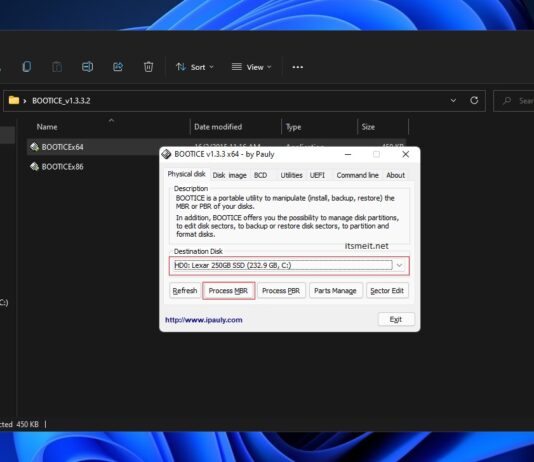 Sort
View
BOOTICE_v1.3.3.2
Sea
Name
Date modified
Type
Size
BOOTICEx64
Application
450 KB
BOOTICEx86
BOOTICE v1.3.3 x64 - by Pauly
Physical disk Disk image BCD Utilities UEFI Command line About
Description
BOOTICE is a portable utility to manipulate (install, backup, restore) the
MBR or PBR of your disks.
In addition, BOOTICE offers you the possibility to manage disk partitions,
to edit disk sectors, to backup or restore disk sectors, to partition and
format disks.
itsmeit.net
Destination Disk
HD0: Lexar 250GB SSD (232.9 GB, C:)
Refresh Process MBR Process PBR Parts Manage Sector Edit
http://www.ipauly.com
Exit
C:)
cted 450 KB